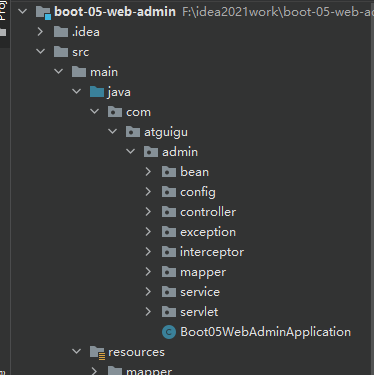 Proj
boot-05-web-admin F:\idea2021work\boot-05-web-ad
.idea
src
main
java
com
atguigu
admin
bean
config
controller
exception
interceptor
mapper
service
servlet
Boot05WebAdminApplication
resources
mapper